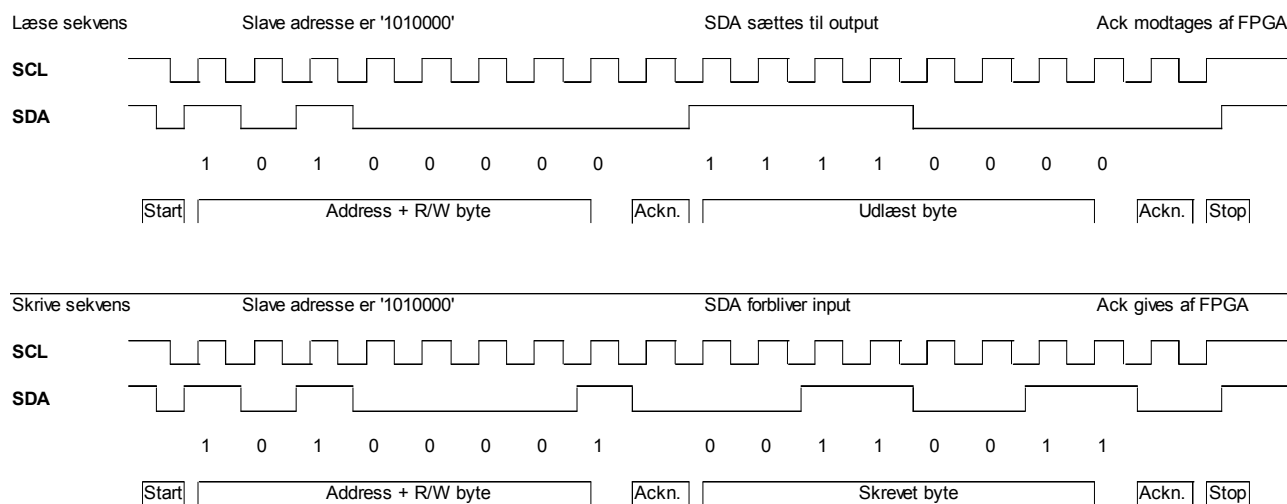 Læse sekvens Slave adresse er '1010000' SDA sættes til output Ack modtages af FPGA
SCL
SDA
1 0 1 0 0 0 0 0 1 1 1 1 0 0 0 0
Start Address + R/W byte Ackn. Udlæst byte Ackn. Stop
Skrive sekvens Slave adresse er '1010000' SDA forbliver input Ack gives af FPGA
SCL
SDA
1 0 1 0 0 0 0 1 0 0 1 1 0 0 1 1
Start Address + R/W byte Ackn. Skrevet byte Ackn. Stop